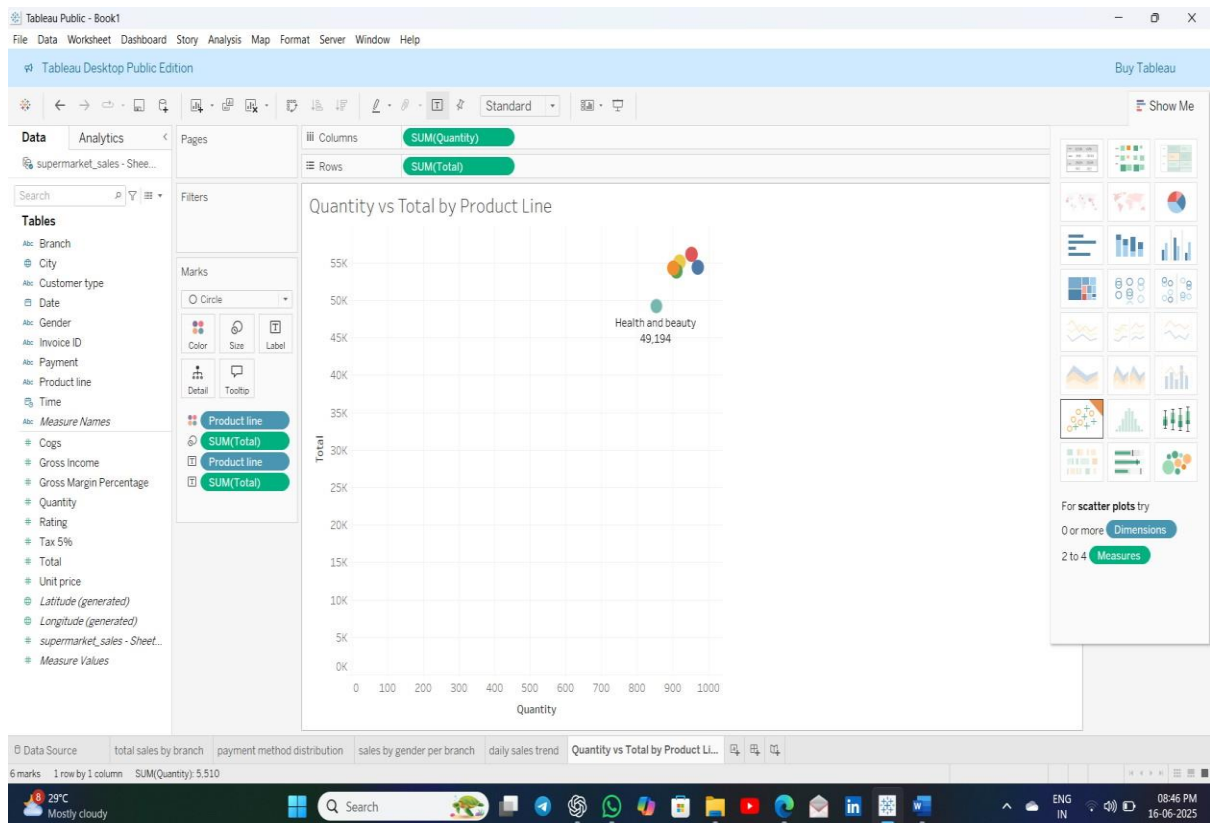 Tableau Public - Book1
File Data Worksheet Dashboard Story Analysis Map Format Server Window Help
Tableau Desktop Public Edition
Buy Tableau
Standard
Show Me
Data Analytics
supermarket_sales - Shee...
Search
Tables
Abc Branch
City
Abc Customer type
Date
Abc Gender
Abc Invoice ID
Abc Payment
Abc Product line
Time
Abc Measure Names
# Cogs
# Gross Income
# Gross Margin Percentage
# Quantity
# Rating
# Tax 5%
# Total
# Unit price
Latitude (generated)
Longitude (generated)
# supermarket_sales - Sheet...
# Measure Values
Pages
Filters
Marks
Circle
Color Size Label
Detail Tooltip
Product line
SUM(Total)
Product line
SUM(Total)
Columns SUM(Quantity)
Rows SUM(Total)
Quantity vs Total by Product Line
55K
50K
45K
40K
35K
30K
25K
20K
15K
10K
5K
0K
Total
Health and beauty
49,194
0 100 200 300 400 500 600 700 800 900 1000
Quantity
For scatter plots try
0 or more Dimensions
2 to 4 Measures
Data Source total sales by branch payment method distribution sales by gender per branch daily sales trend Quantity vs Total by Product Li...
6 marks 1 row by 1 column SUM(Quantity): 5,510
8
29°C
Mostly cloudy
Search
in
ENG
IN
08:46 PM
16-06-2025